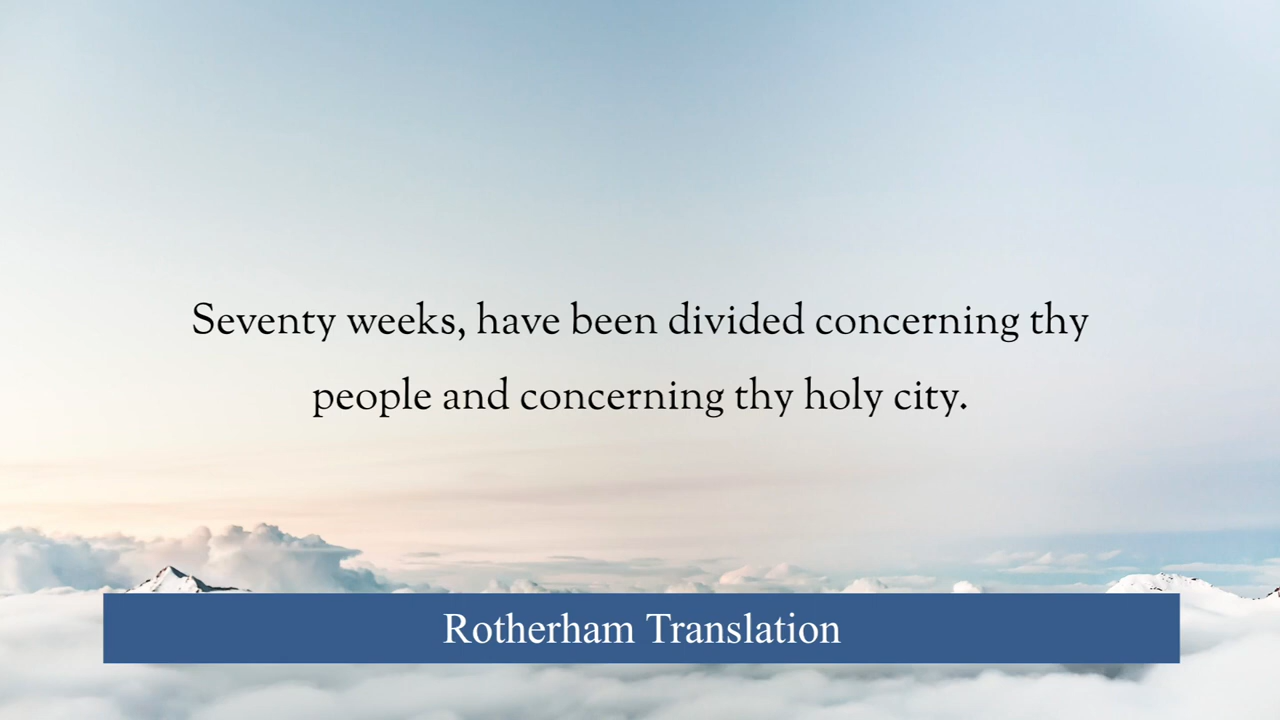 Seventy weeks, have been divided concerning thy
people and concerning thy holy city.
Rotherham Translation